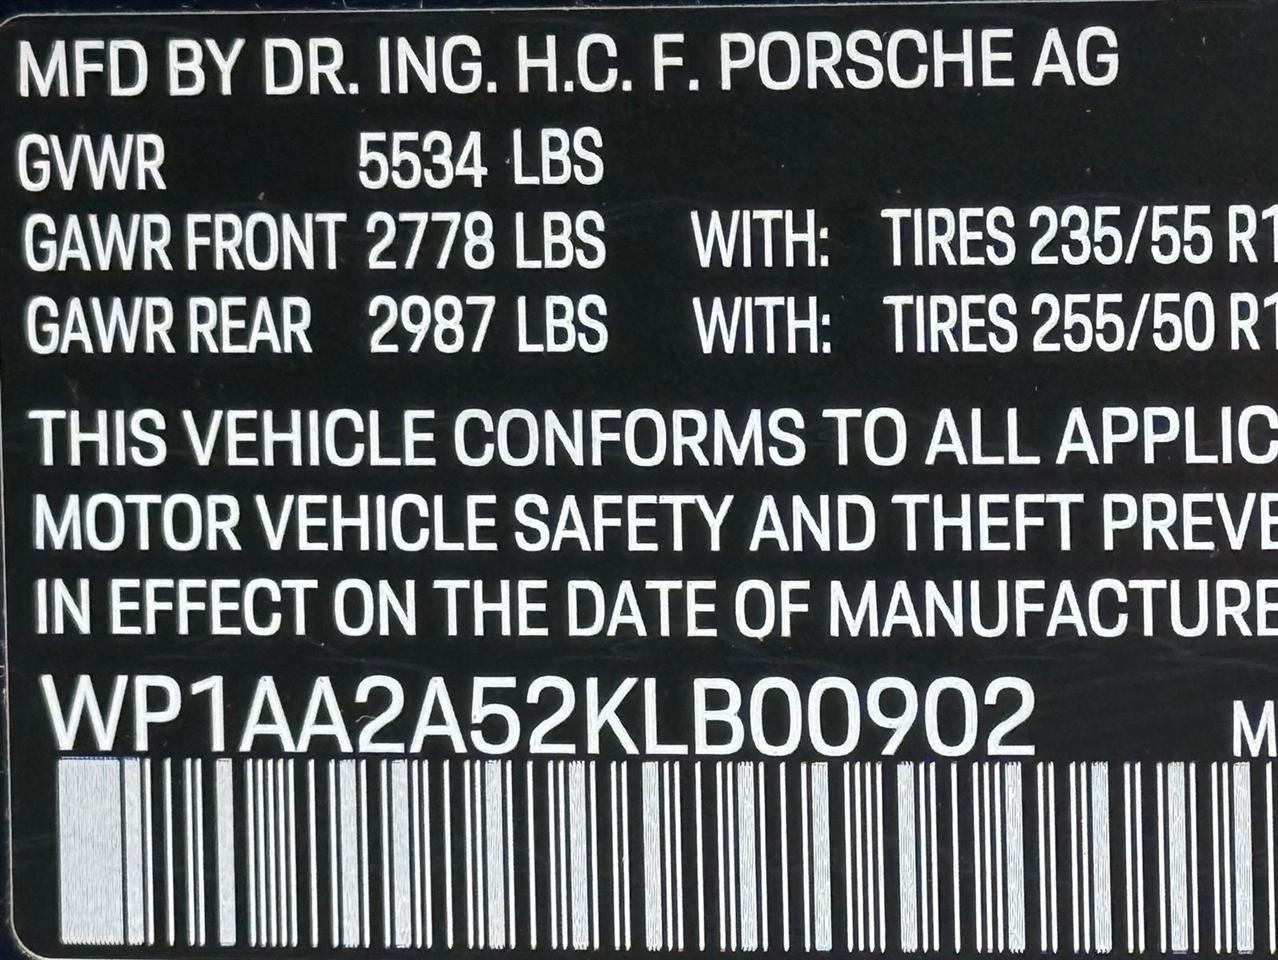 MFD BY DR. ING. H.C. F. PORSCHE AG
GVWR 5534 LBS
GAWR FRONT 2778 LBS WITH: TIRES 235/55 R1
GAWR REAR 2987 LBS WITH: TIRES 255/50 R1
THIS VEHICLE CONFORMS TO ALL APPLIC
MOTOR VEHICLE SAFETY AND THEFT PREVE
IN EFFECT ON THE DATE OF MANUFACTURE
WP1AA2A52KLB00902 M